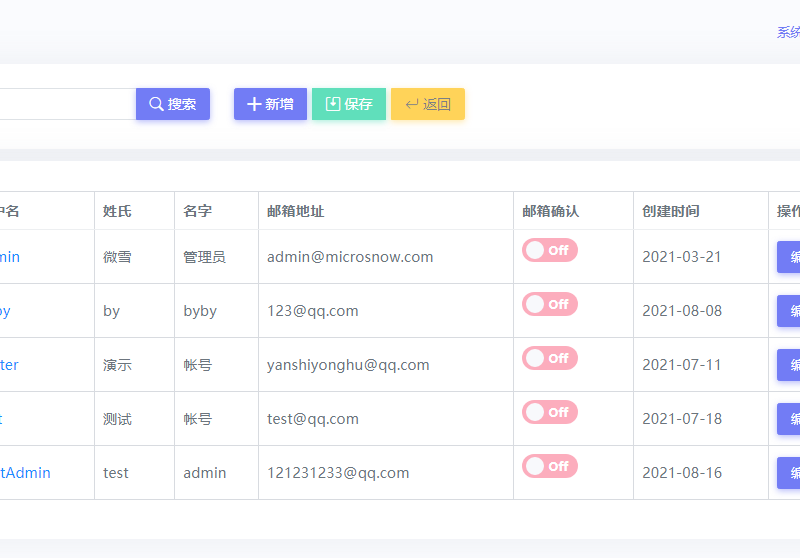 系统
搜索 新增 保存 返回
户名 姓氏 名字 邮箱地址 邮箱确认 创建时间 操作
min 微雪 管理员 admin@microsnow.com Off 2021-03-21 编
by by byby 123@qq.com Off 2021-08-08 编
ter 演示 帐号 yanshiyonghu@qq.com Off 2021-07-11 编
t 测试 帐号 test@qq.com Off 2021-07-18 编
tAdmin test admin 121231233@qq.com Off 2021-08-16 编